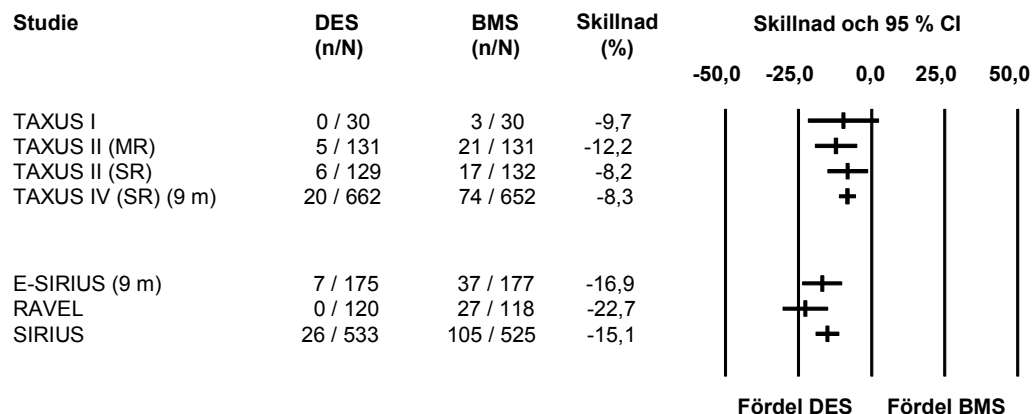 Studie DES BMS Skillnad Skillnad och 95 % CI
(n/N) (n/N) (%)
-50,0 -25,0 0,0 25,0 50,0
TAXUS I 0 / 30 3 / 30 -9,7
TAXUS II (MR) 5 / 131 21 / 131 -12,2
TAXUS II (SR) 6 / 129 17 / 132 -8,2
TAXUS IV (SR) (9 m) 20 / 662 74 / 652 -8,3
E-SIRIUS (9 m) 7 / 175 37 / 177 -16,9
RAVEL 0 / 120 27 / 118 -22,7
SIRIUS 26 / 533 105 / 525 -15,1
Fördel DES Fördel BMS